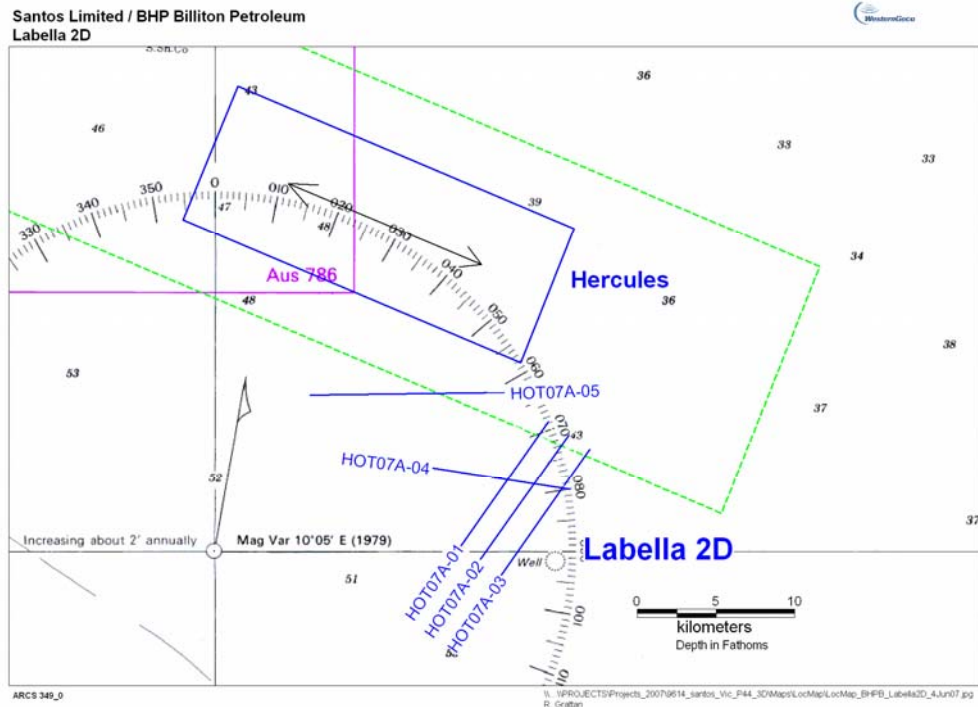 Santos Limited / BHP Billiton Petroleum
Labella 2D
WesternGeco
S.Sh.Co
36
43
46
33
33
39
350
0
010
340
47
020
330
48
030
34
040
Aus 786
Hercules
48
36
050
38
060
53
HOT07A-05
37
070
43
HOT07A-04
080
52
37
Increasing about 2' annually
Mag Var 10°05' E (1979)
Labella 2D
Well
51
HOT07A-01
HOT07A-02
HOT07A-03
100
0 5 10
kilometers
Depth in Fathoms
ARCS 349_0
R. Grattan